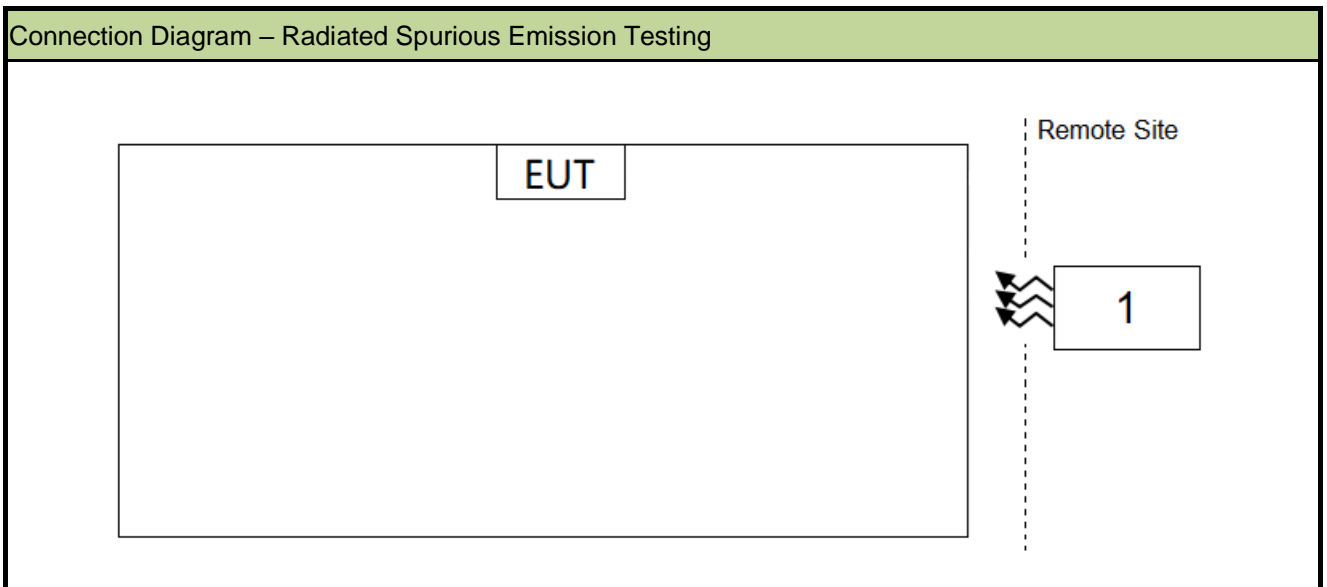 Connection Diagram – Radiated Spurious Emission Testing
Remote Site
EUT
1